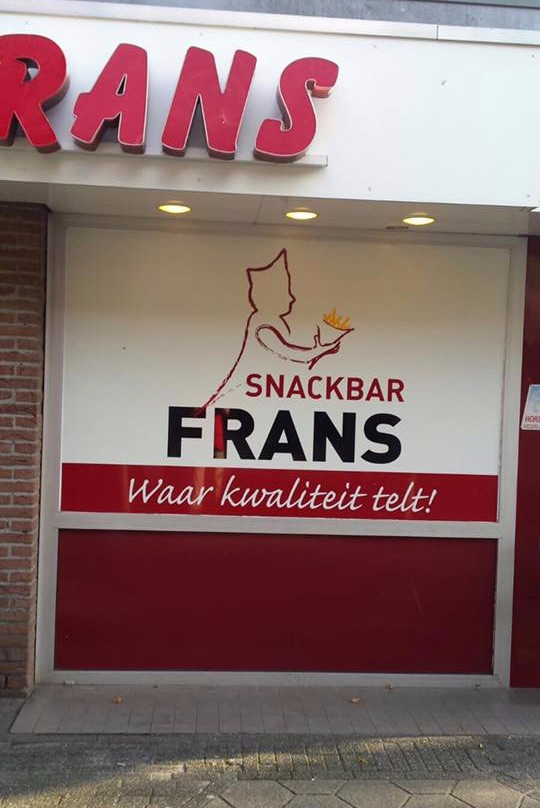 RANS
SNACKBAR
FRANS
Waar kwaliteit telt!